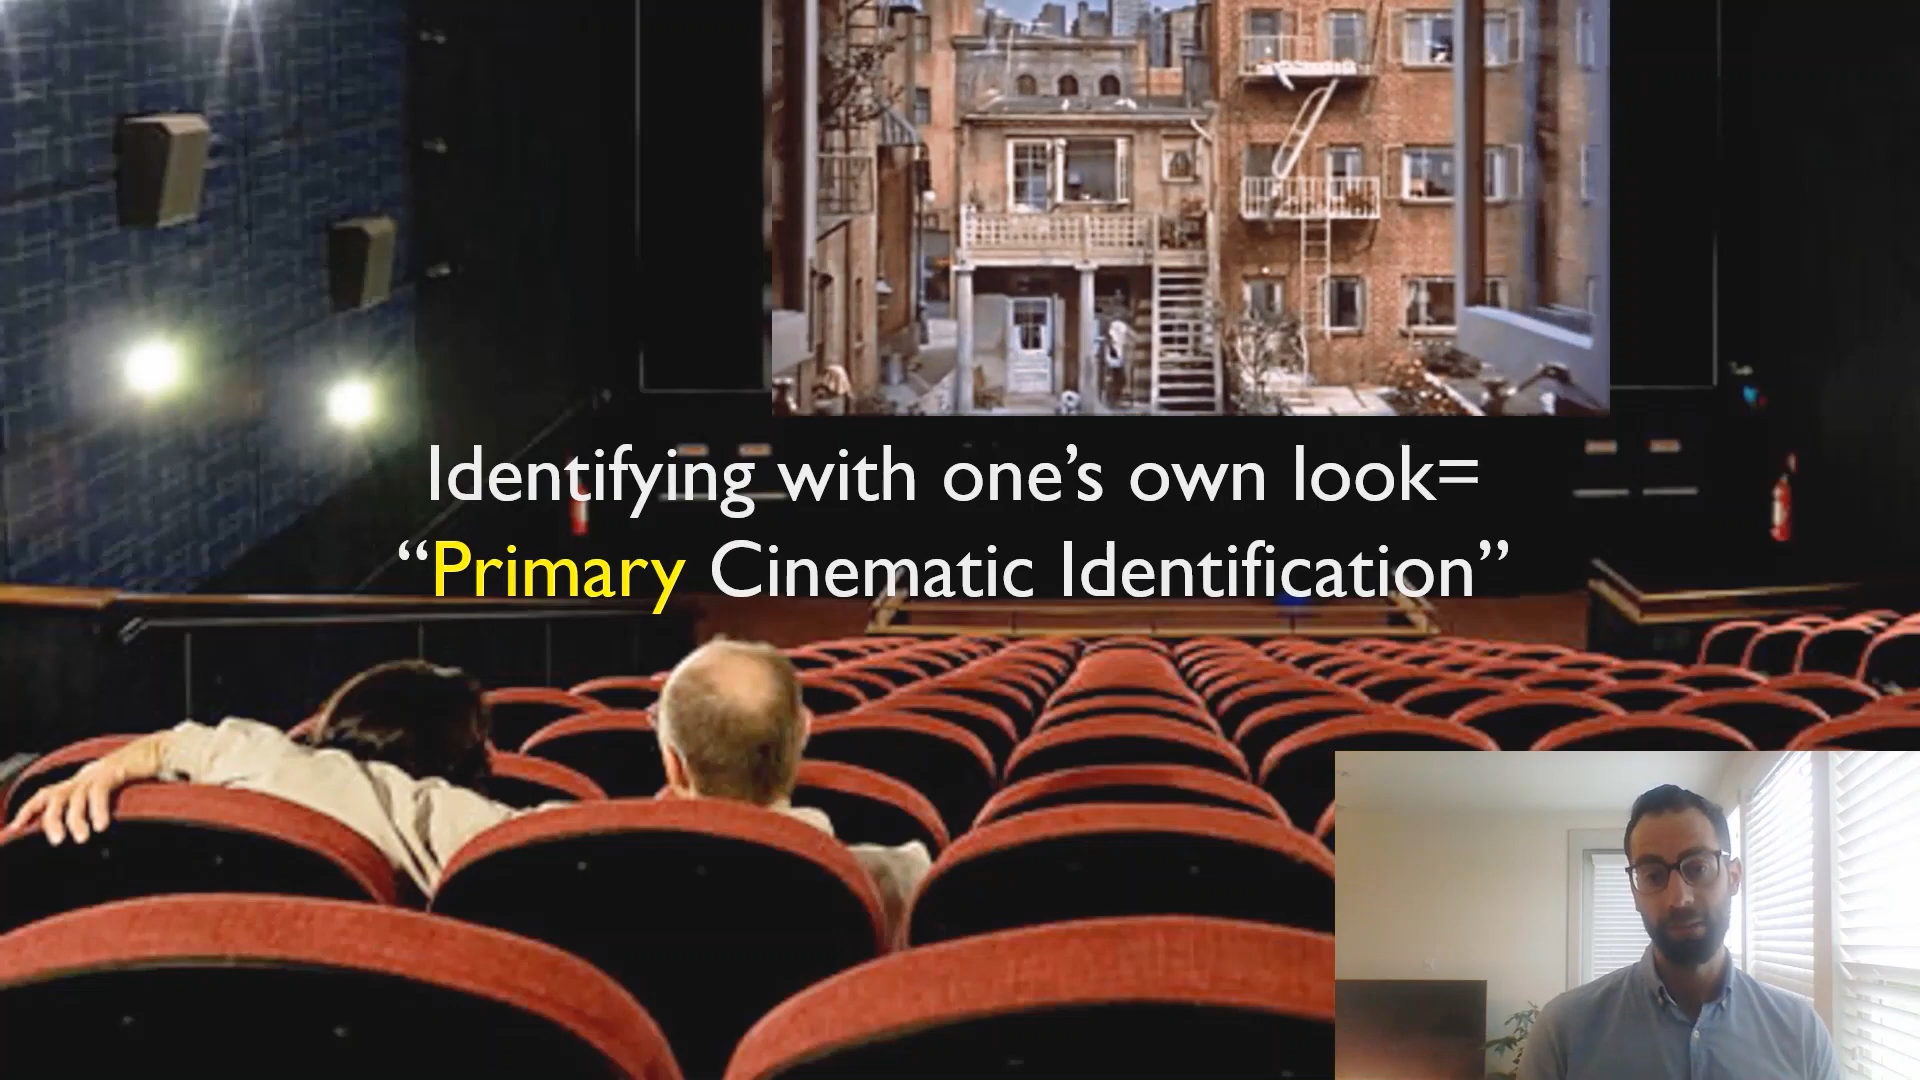 Identifying with one’s own look=
“Primary Cinematic Identification”